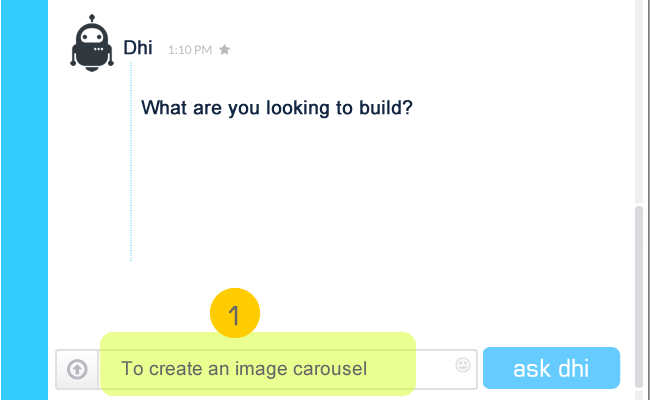 Dhi 1:10 PM
What are you looking to build?
1
To create an image carousel
ask dhi